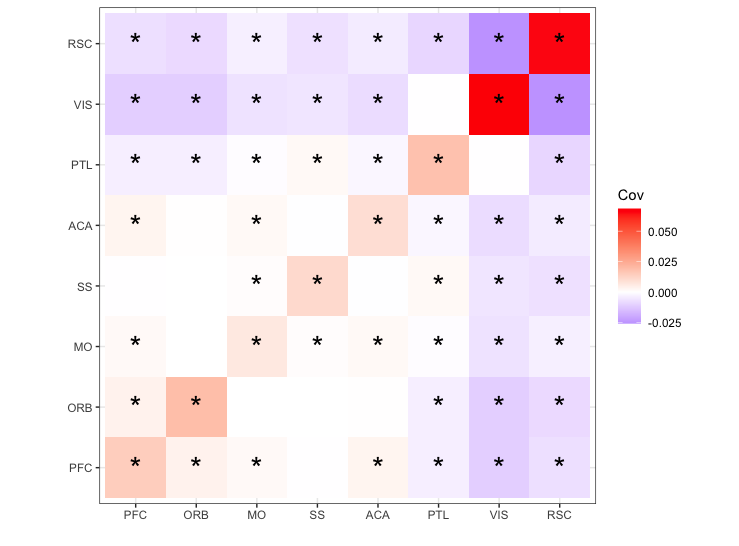 RSC * * * * * * * *
VIS * * * * * * *
PTL * * * * * * *
ACA * * * * * *
SS * * * * *
MO * * * * * * *
ORB * * * * *
PFC * * * * * * *
PFC ORB MO SS ACA PTL VIS RSC
Cov
0.050
0.025
0.000
-0.025